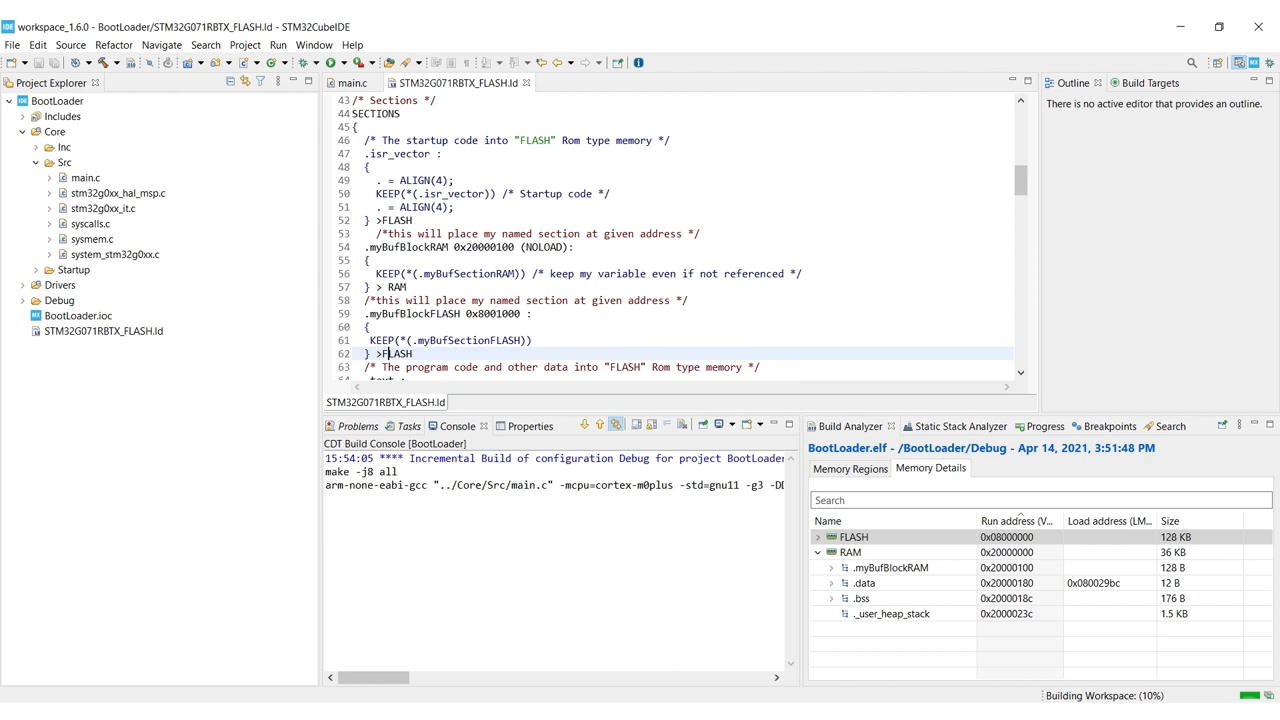 IDE workspace_1.6.0 - BootLoader/STM32G071RBTX_FLASH.ld - STM32CubeIDE
File Edit Source Refactor Navigate Search Project Run Window Help
Project Explorer
BootLoader
Includes
Core
Inc
Src
main.c
stm32g0xx_hal_msp.c
stm32g0xx_it.c
syscalls.c
sysmem.c
system_stm32g0xx.c
Startup
Drivers
Debug
BootLoader.ioc
STM32G071RBTX_FLASH.ld
main.c STM32G071RBTX_FLASH.ld
43 /* Sections */
44 SECTIONS
45 {
46 /* The startup code into "FLASH" Rom type memory */
47 .isr_vector :
48 {
49 . = ALIGN(4);
50 KEEP(*(.isr_vector)) /* Startup code */
51 . = ALIGN(4);
52 } >FLASH
53 /*this will place my named section at given address */
54 .myBufBlockRAM 0x20000100 (NOLOAD):
55 {
56 KEEP(*(.myBufSectionRAM)) /* keep my variable even if not referenced */
57 } > RAM
58 /*this will place my named section at given address */
59 .myBufBlockFLASH 0x8001000 :
60 {
61 KEEP(*(.myBufSectionFLASH))
62 } >FLASH
63 /* The program code and other data into "FLASH" Rom type memory */
64 .text :
STM32G071RBTX_FLASH.ld
Outline Build Targets
There is no active editor that provides an outline.
Problems Tasks Console Properties
CDT Build Console [BootLoader]
15:54:05 **** Incremental Build of configuration Debug for project BootLoader
make -j8 all
arm-none-eabi-gcc "../Core/Src/main.c" -mcpu=cortex-m0plus -std=gnu11 -g3 -DD
Build Analyzer Static Stack Analyzer Progress Breakpoints Search
BootLoader.elf - /BootLoader/Debug - Apr 14, 2021, 3:51:48 PM
Memory Regions Memory Details
Search
Name Run address (V... Load address (LM... Size
FLASH 0x08000000 128 KB
RAM 0x20000000 36 KB
.myBufBlockRAM 0x20000100 128 B
.data 0x20000180 0x080029bc 12 B
.bss 0x2000018c 176 B
._user_heap_stack 0x2000023c 1.5 KB
Building Workspace: (10%)